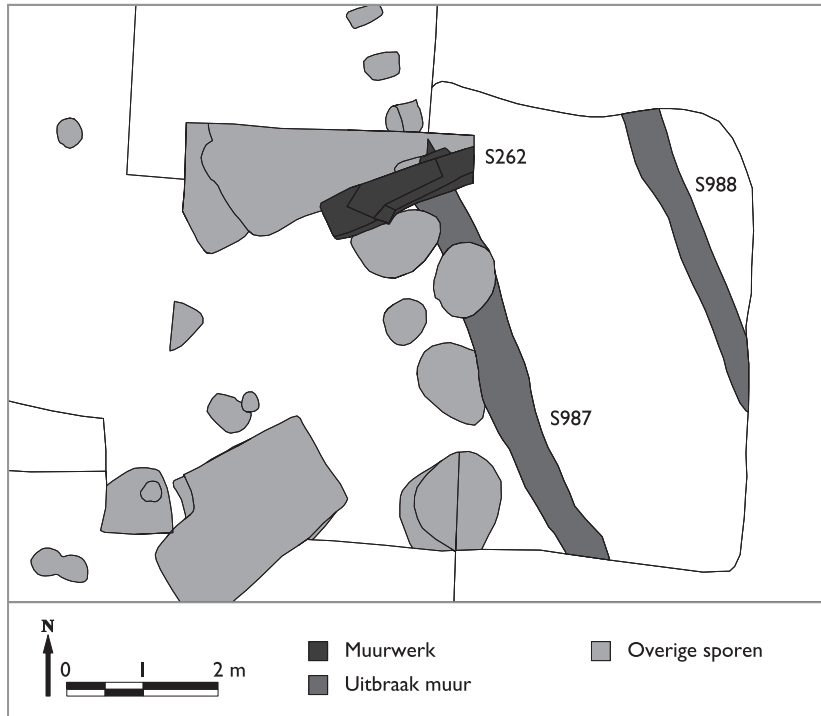 S262
S988
S987
N
0 1 2 m
Muurwerk
Uitbraak muur
Overige sporen